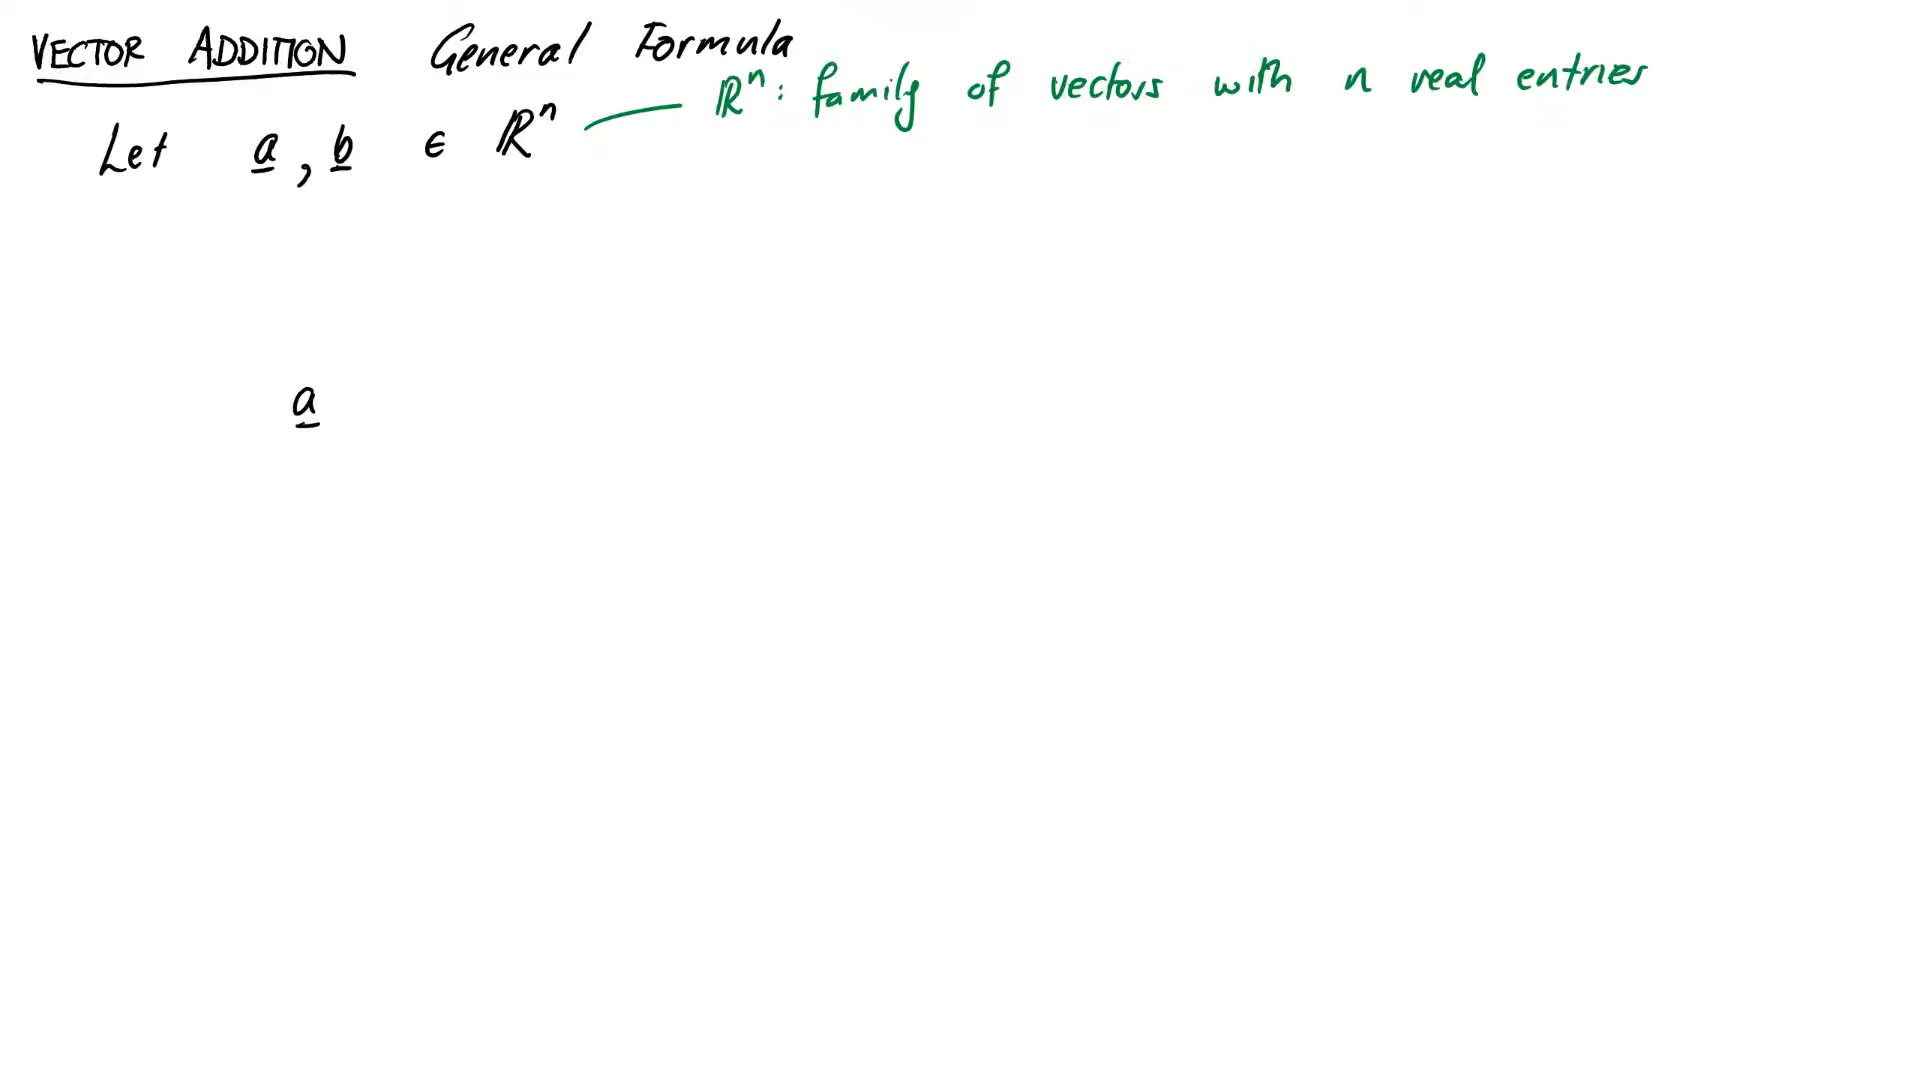 VECTOR ADDITION General Formula
Let a, b ∈ ℝⁿ — ℝⁿ: family of vectors with n real entries
a